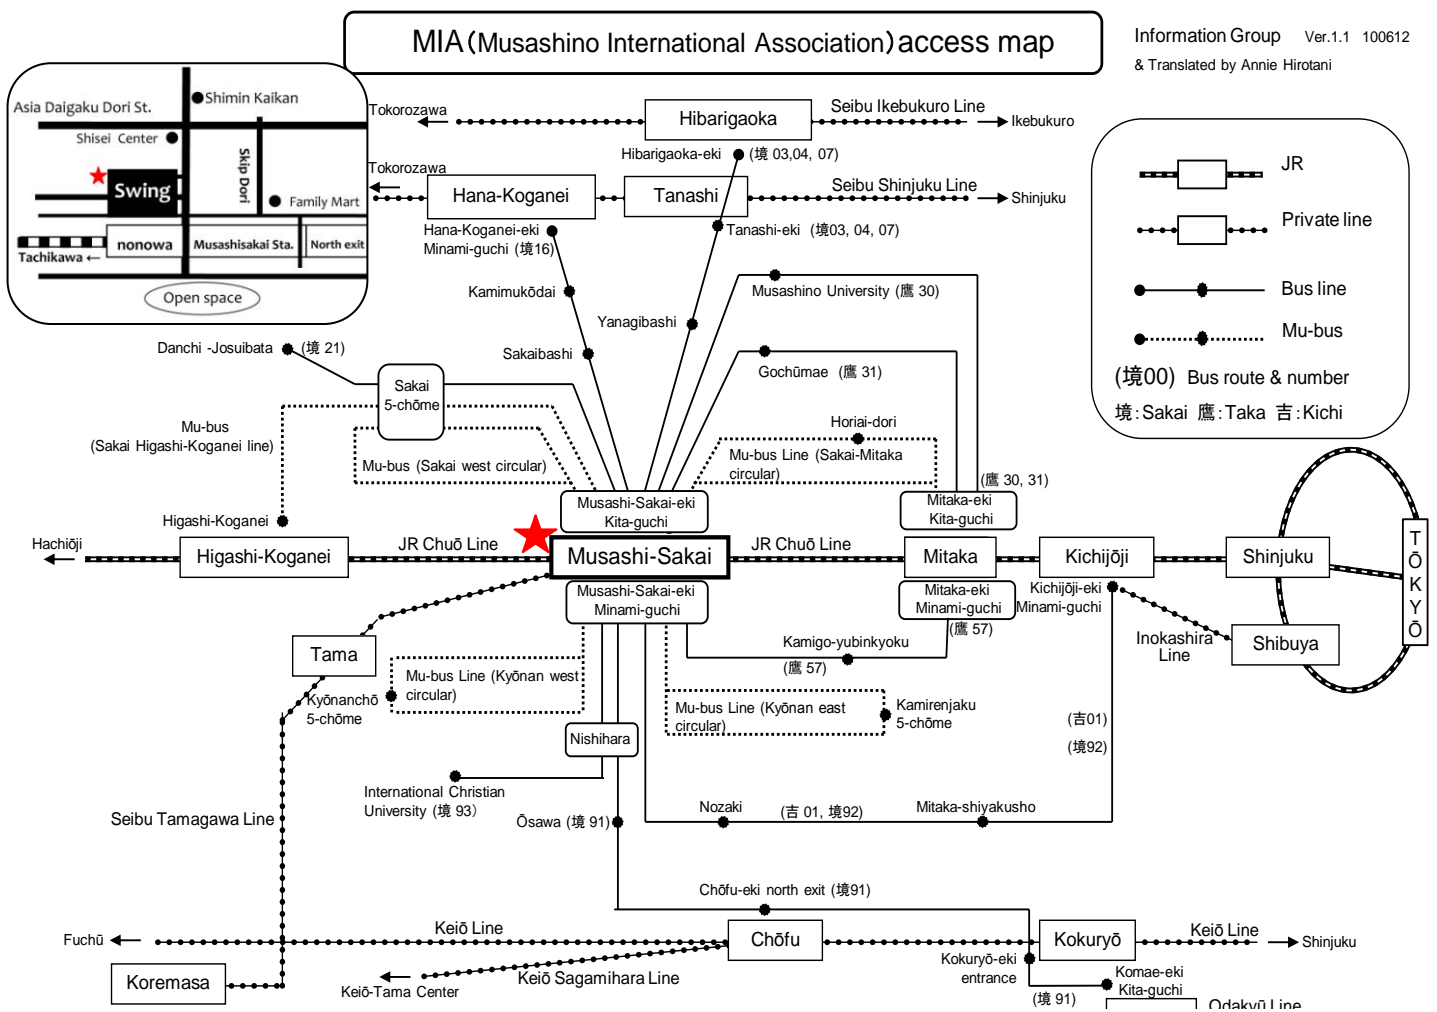 MIA(Musashino International Association)access map
Information Group Ver.1.1 100612
& Translated by Annie Hirotani
Asia Daigaku Dori St.
Shimin Kaikan
Shisei Center
Skip Dori
Swing
Family Mart
nonowa
Musashisakai Sta.
North exit
Tachikawa ←
Open space
Tokorozawa
Hibarigaoka
Seibu Ikebukuro Line
Ikebukuro
Hibarigaoka-eki
(境 03,04, 07)
Tokorozawa
Hana-Koganei
Tanashi
Seibu Shinjuku Line
Shinjuku
Hana-Koganei-eki
Minami-guchi (境16)
Tanashi-eki (境03, 04, 07)
JR
Private line
Bus line
Mu-bus
(境00) Bus route & number
境:Sakai 鷹:Taka 吉:Kichi
Kamimukōdai
Musashino University (鷹 30)
Yanagibashi
Danchi -Josuibata
(境 21)
Sakaibashi
Gochūmae (鷹 31)
Sakai
5-chōme
Mu-bus
(Sakai Higashi-Koganei line)
Horiai-dori
Mu-bus (Sakai west circular)
Mu-bus Line (Sakai-Mitaka
circular)
(鷹 30, 31)
Musashi-Sakai-eki
Kita-guchi
Mitaka-eki
Kita-guchi
Higashi-Koganei
Hachiōji
Higashi-Koganei
JR Chuō Line
Musashi-Sakai
JR Chuō Line
Mitaka
Kichijōji
Shinjuku
TŌKYŌ
Musashi-Sakai-eki
Minami-guchi
Mitaka-eki
Minami-guchi
Kichijōji-eki
Minami-guchi
(鷹 57)
Inokashira
Line
Shibuya
Tama
Kamigo-yubinkyoku
(鷹 57)
Kyōnanchō
5-chōme
Mu-bus Line (Kyōnan west
circular)
Mu-bus Line (Kyōnan east
circular)
Kamirenjaku
5-chōme
(吉01)
(境92)
Nishihara
International Christian
University (境 93)
Seibu Tamagawa Line
Ōsawa (境 91)
Nozaki
(吉 01, 境92)
Mitaka-shiyakusho
Chōfu-eki north exit (境91)
Fuchū
Keiō Line
Chōfu
Kokuryō
Keiō Line
Shinjuku
Koremasa
Keiō-Tama Center
Keiō Sagamihara Line
Kokuryō-eki
entrance
Komae-eki
Kita-guchi
(境 91)
Odakyū Line